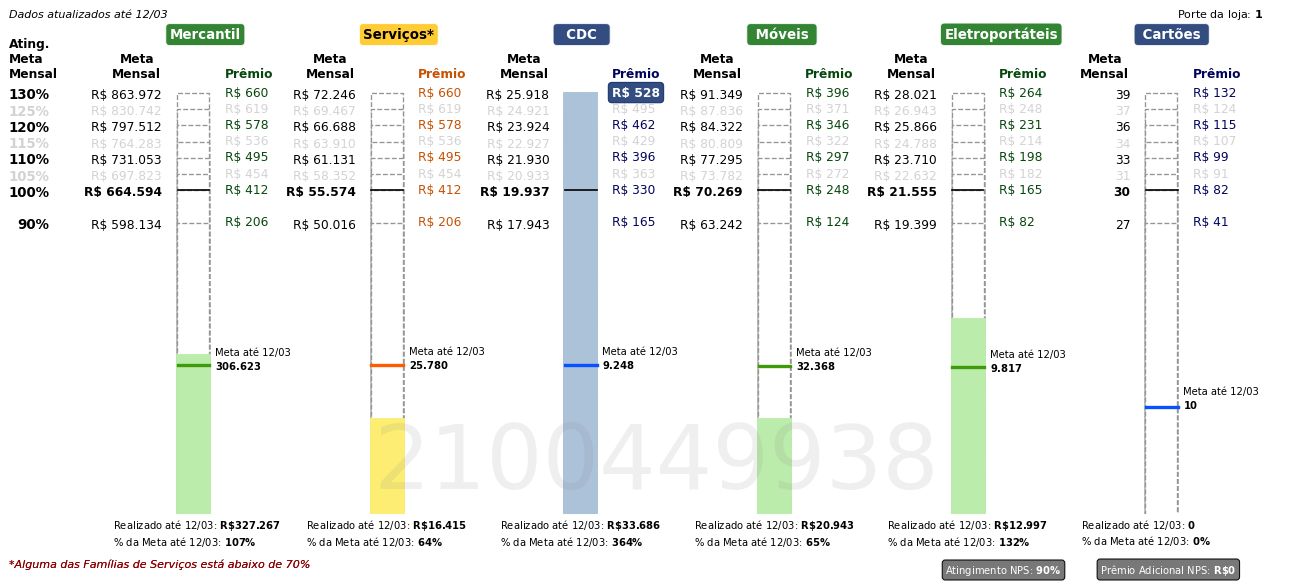 Dados atualizados até 12/03
Porte da loja: 1
Mercantil Serviços* CDC Móveis Eletroportáteis Cartões
Ating. Meta Mensal
Meta Mensal Prêmio Meta Mensal Prêmio Meta Mensal Prêmio Meta Mensal Prêmio Meta Mensal Prêmio Meta Mensal Prêmio
130% R$ 863.972 R$ 660 R$ 72.246 R$ 660 R$ 25.918 R$ 528 R$ 91.349 R$ 396 R$ 28.021 R$ 264 39 R$ 132
125% R$ 830.742 R$ 619 R$ 69.467 R$ 619 R$ 24.921 R$ 495 R$ 87.836 R$ 371 R$ 26.943 R$ 248 37 R$ 124
120% R$ 797.512 R$ 578 R$ 66.688 R$ 578 R$ 23.924 R$ 462 R$ 84.322 R$ 346 R$ 25.866 R$ 231 36 R$ 115
115% R$ 764.283 R$ 536 R$ 63.910 R$ 536 R$ 22.927 R$ 429 R$ 80.809 R$ 322 R$ 24.788 R$ 214 34 R$ 107
110% R$ 731.053 R$ 495 R$ 61.131 R$ 495 R$ 21.930 R$ 396 R$ 77.295 R$ 297 R$ 23.710 R$ 198 33 R$ 99
105% R$ 697.823 R$ 454 R$ 58.352 R$ 454 R$ 20.933 R$ 363 R$ 73.782 R$ 272 R$ 22.632 R$ 182 31 R$ 91
100% R$ 664.594 R$ 412 R$ 55.574 R$ 412 R$ 19.937 R$ 330 R$ 70.269 R$ 248 R$ 21.555 R$ 165 30 R$ 82
90% R$ 598.134 R$ 206 R$ 50.016 R$ 206 R$ 17.943 R$ 165 R$ 63.242 R$ 124 R$ 19.399 R$ 82 27 R$ 41
Meta até 12/03 Meta até 12/03 Meta até 12/03 Meta até 12/03 Meta até 12/03
306.623 25.780 9.248 32.368 9.817
Meta até 12/03
10
2100449938
Realizado até 12/03: R$327.267 Realizado até 12/03: R$16.415 Realizado até 12/03: R$33.686 Realizado até 12/03: R$20.943 Realizado até 12/03: R$12.997 Realizado até 12/03: 0
% da Meta até 12/03: 107% % da Meta até 12/03: 64% % da Meta até 12/03: 364% % da Meta até 12/03: 65% % da Meta até 12/03: 132% % da Meta até 12/03: 0%
*Alguma das Famílias de Serviços está abaixo de 70%
Atingimento NPS: 90% Prêmio Adicional NPS: R$0